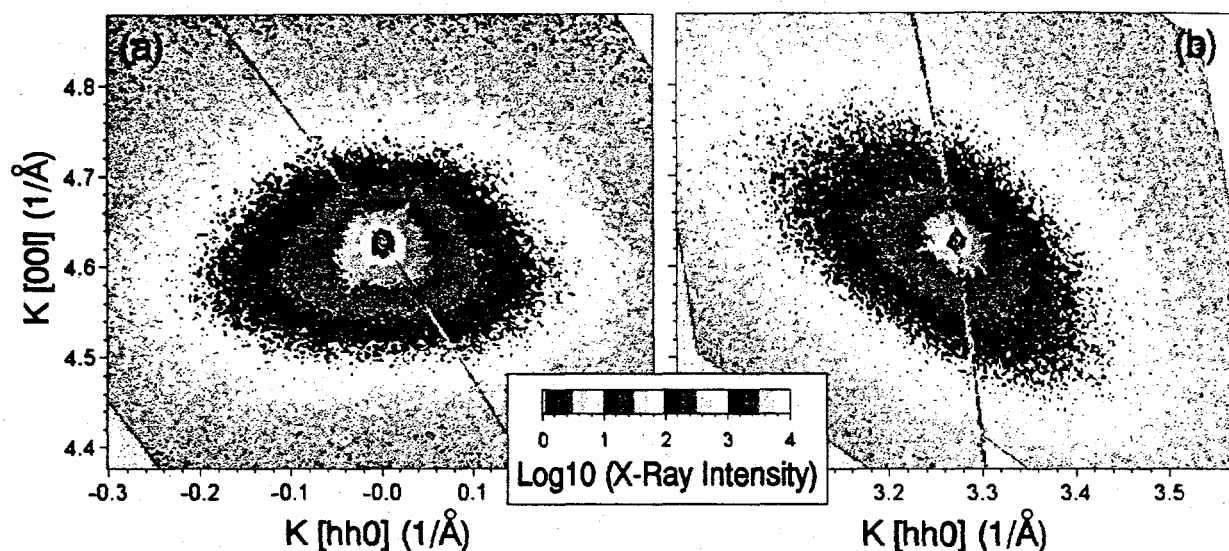 (a)
(b)
4.8
4.7
4.6
4.5
4.4
K [00l] (1/Å)
-0.3 -0.2 -0.1 -0.0 0.1
3.2 3.3 3.4 3.5
0 1 2 3 4
Log10 (X-Ray Intensity)
K [hh0] (1/Å)
K [hh0] (1/Å)